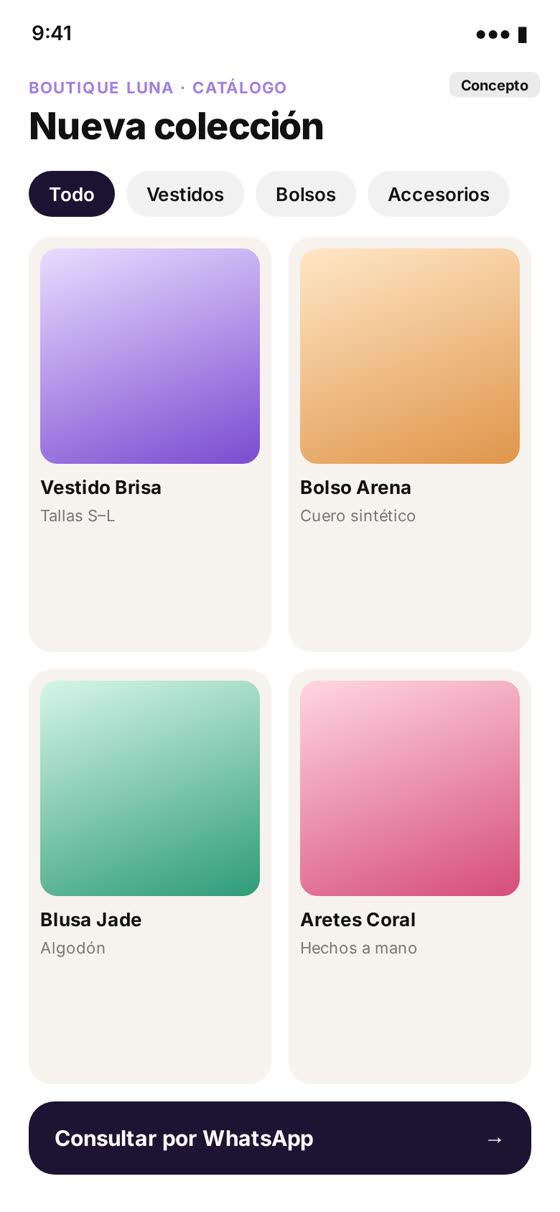 9:41
BOUTIQUE LUNA · CATÁLOGO
Concepto
Nueva colección
Todo
Vestidos
Bolsos
Accesorios
Vestido Brisa
Tallas S–L
Bolso Arena
Cuero sintético
Blusa Jade
Algodón
Aretes Coral
Hechos a mano
Consultar por WhatsApp →